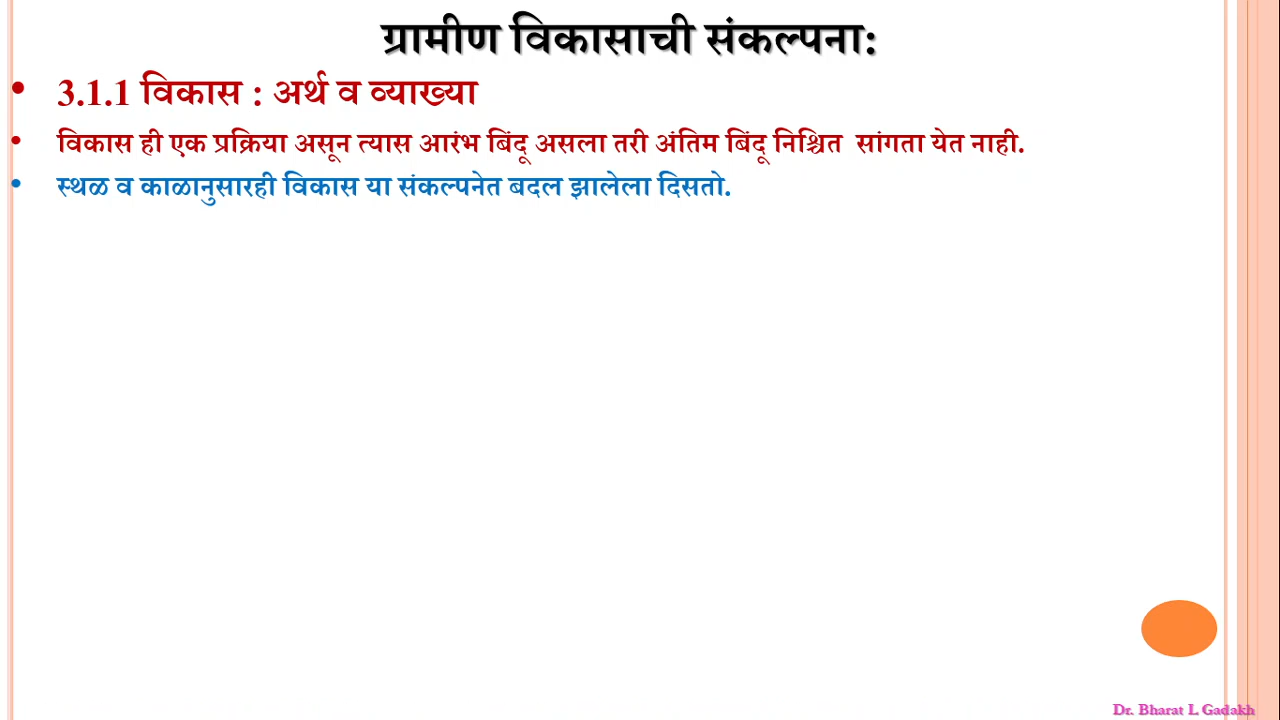 ग्रामीण विकासाची संकल्पना:
• 3.1.1 विकास : अर्थ व व्याख्या
• विकास ही एक प्रक्रिया असून त्यास आरंभ बिंदू असला तरी अंतिम बिंदू निश्चित सांगता येत नाही.
• स्थळ व काळानुसारही विकास या संकल्पनेत बदल झालेला दिसतो.
Dr. Bharat L. Gadakh